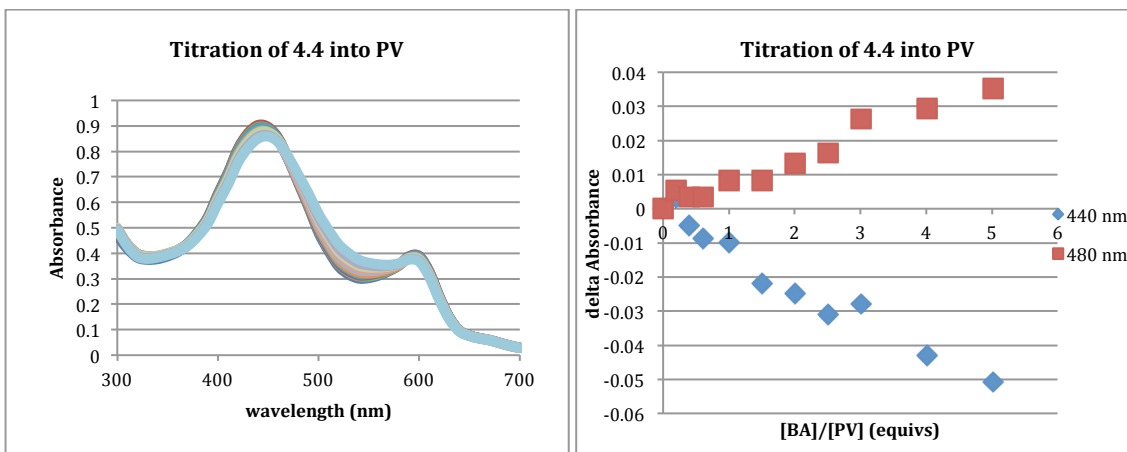 Titration of 4.4 into PV
Absorbance
1
0.9
0.8
0.7
0.6
0.5
0.4
0.3
0.2
0.1
0
300 400 500 600 700
wavelength (nm)
Titration of 4.4 into PV
delta Absorbance
0.04
0.03
0.02
0.01
0
-0.01
-0.02
-0.03
-0.04
-0.05
-0.06
0 1 2 3 4 5 6
[BA]/[PV] (equivs)
440 nm
480 nm